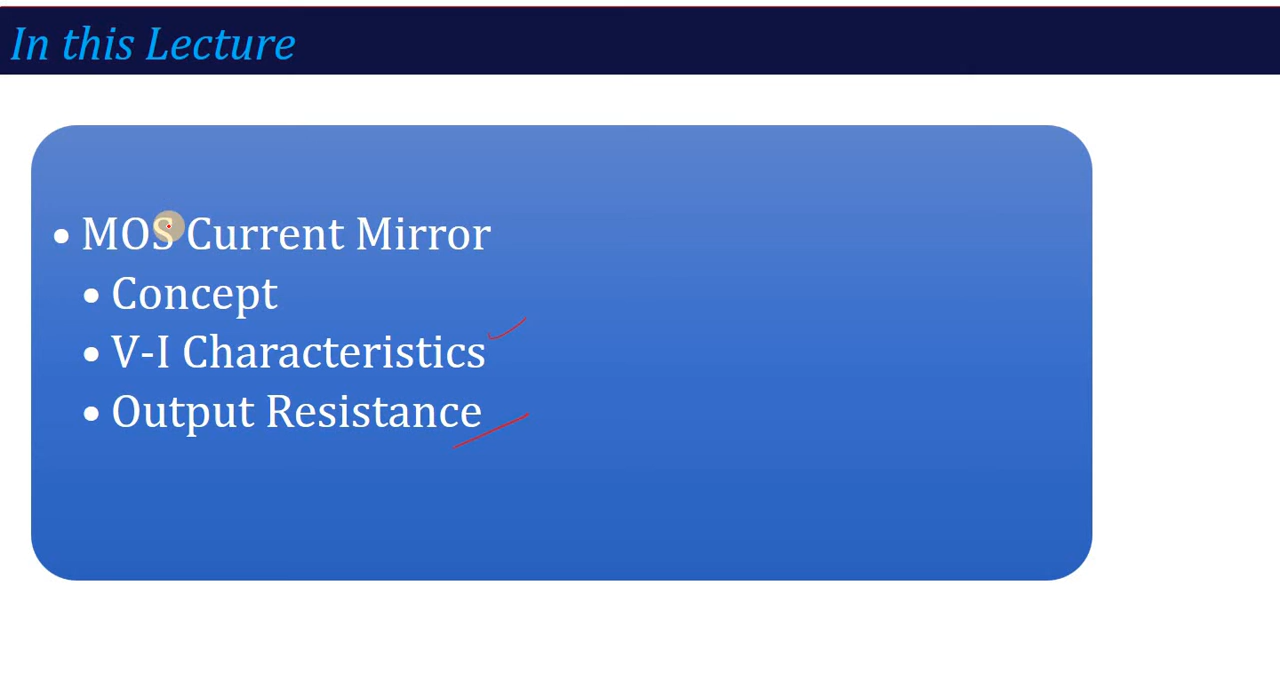 In this Lecture
• MOS Current Mirror
• Concept
• V-I Characteristics
• Output Resistance